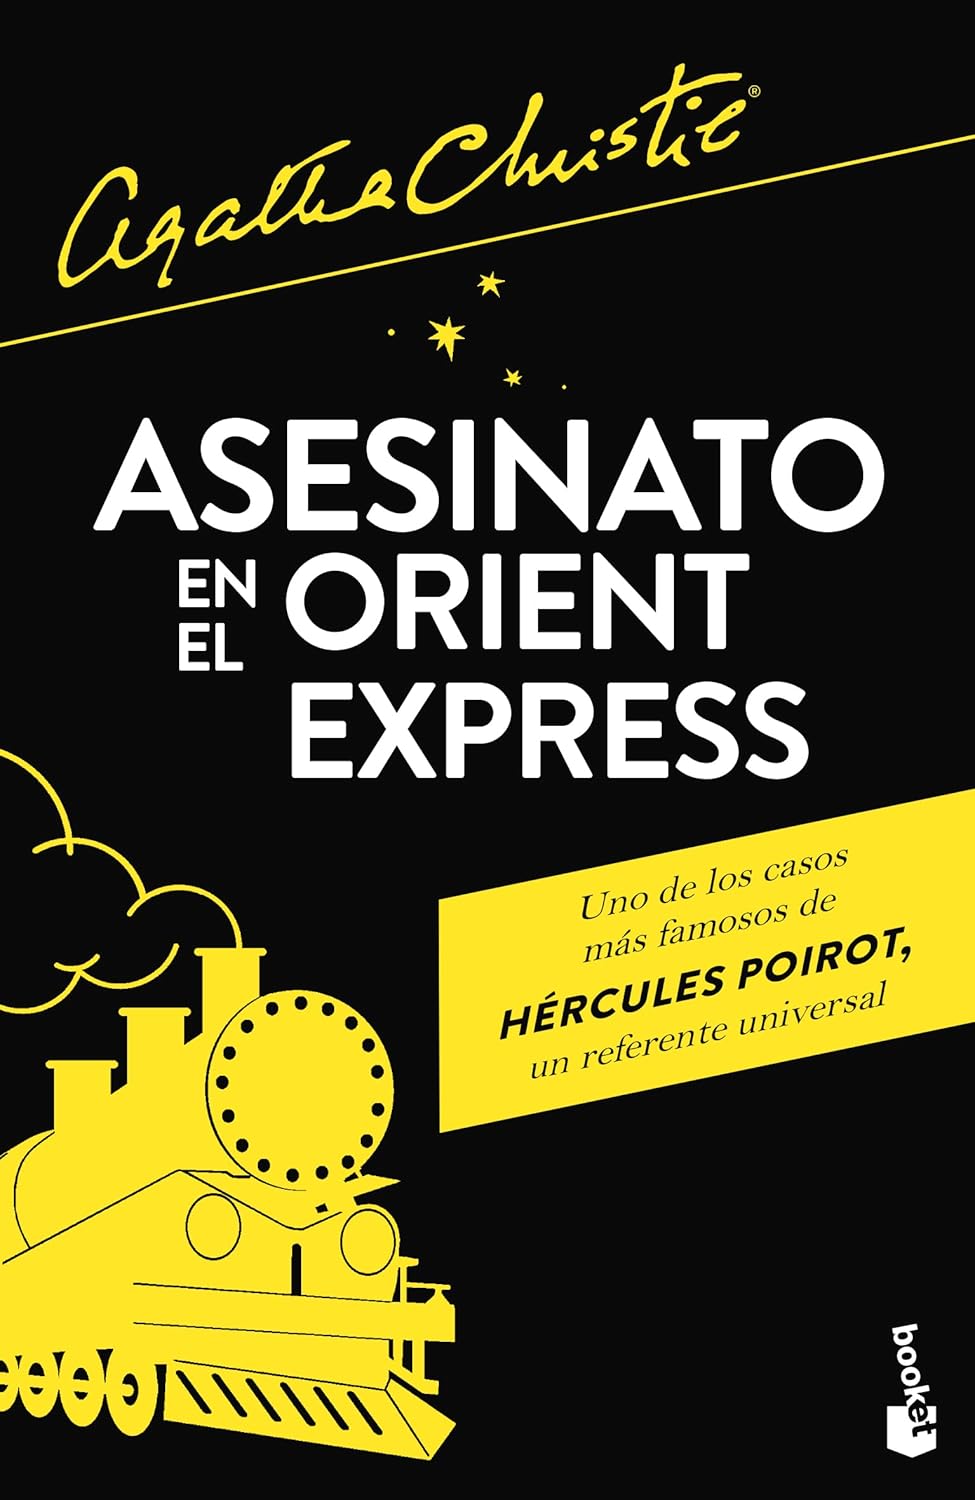 Agatha Christie®
ASESINATO
EN EL ORIENT
EXPRESS
Uno de los casos
más famosos de
HÉRCULES POIROT,
un referente universal
booket